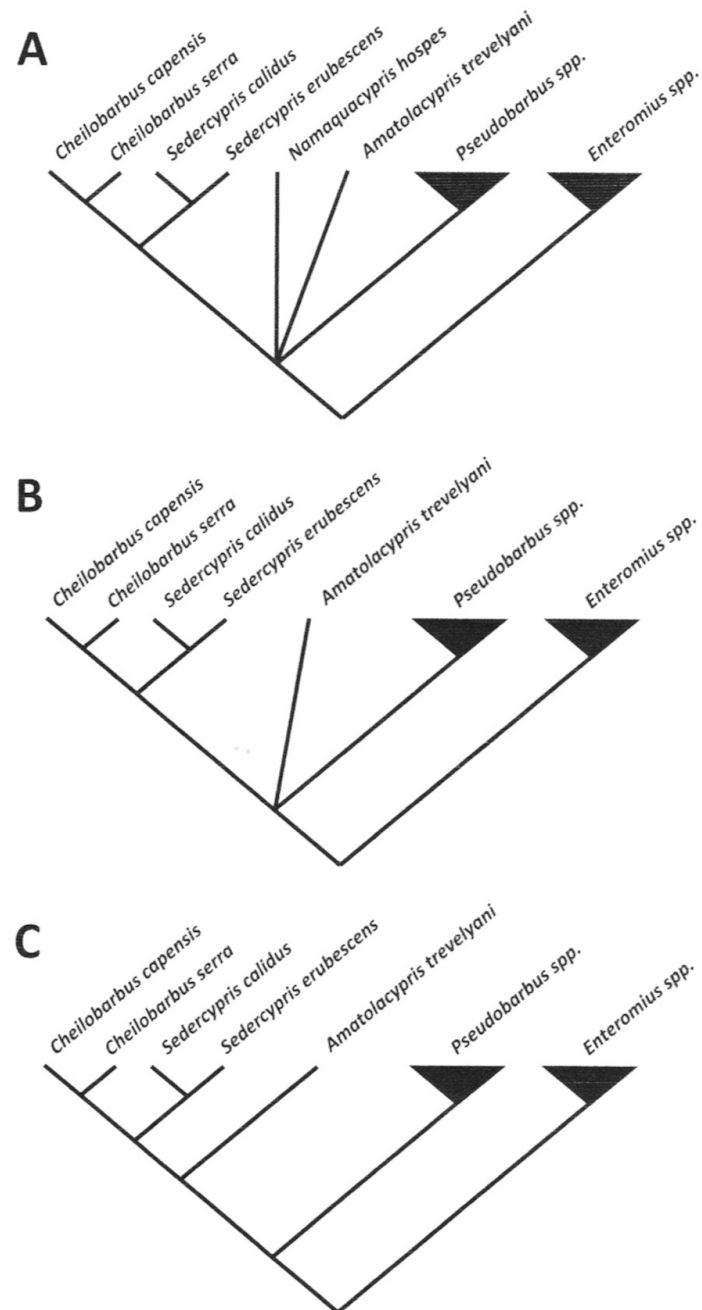 A
Cheilobarbus capensis
Cheilobarbus serra
Sedercypris calidus
Sedercypris erubescens
Namaquacypris hospes
Amatolacypris trevelyani
Pseudobarbus spp.
Enteromius spp.
B
Cheilobarbus capensis
Cheilobarbus serra
Sedercypris calidus
Sedercypris erubescens
Amatolacypris trevelyani
Pseudobarbus spp.
Enteromius spp.
C
Cheilobarbus capensis
Cheilobarbus serra
Sedercypris calidus
Sedercypris erubescens
Amatolacypris trevelyani
Pseudobarbus spp.
Enteromius spp.